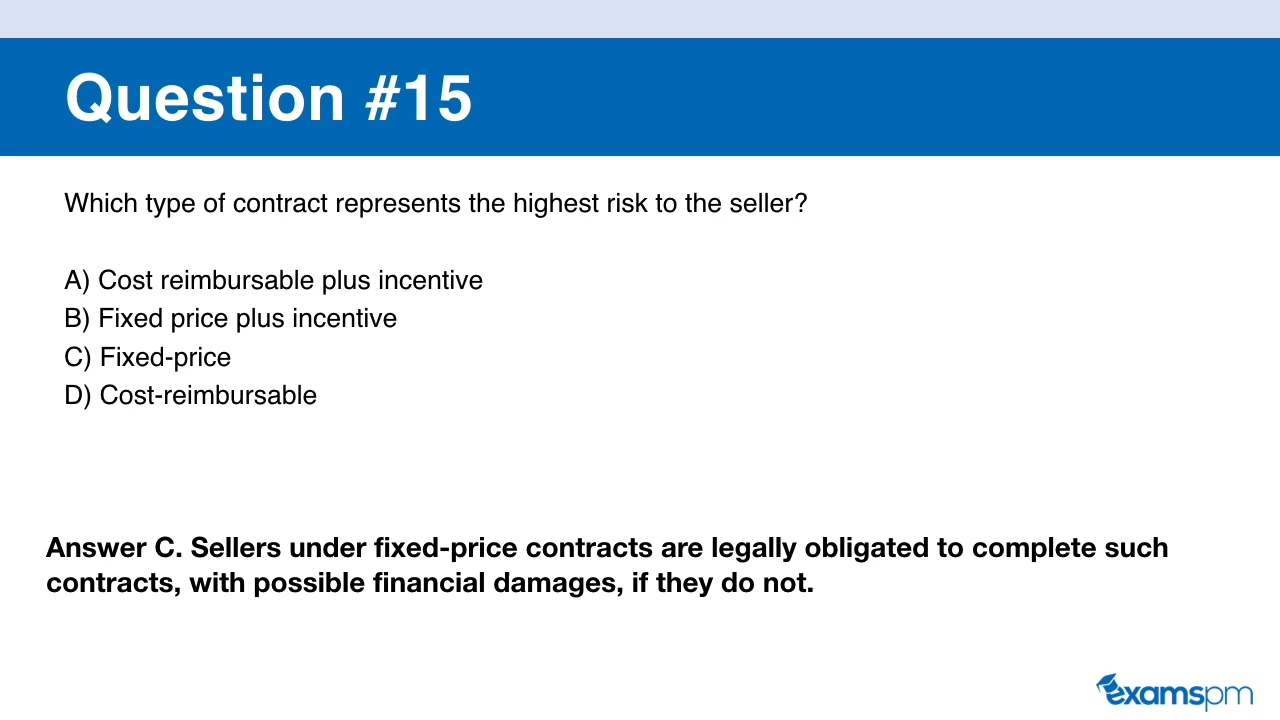 Question #15
Which type of contract represents the highest risk to the seller?
A) Cost reimbursable plus incentive
B) Fixed price plus incentive
C) Fixed-price
D) Cost-reimbursable
Answer C. Sellers under fixed-price contracts are legally obligated to complete such
contracts, with possible financial damages, if they do not.
examspm